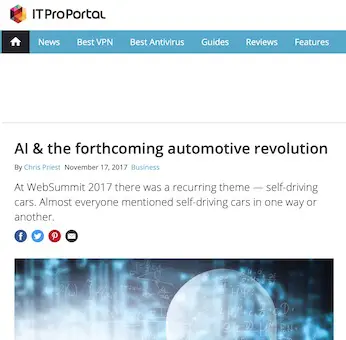 ITProPortal
News Best VPN Best Antivirus Guides Reviews Features
AI & the forthcoming automotive revolution
By Chris Priest November 17, 2017 Business
At WebSummit 2017 there was a recurring theme — self-driving
cars. Almost everyone mentioned self-driving cars in one way or
another.